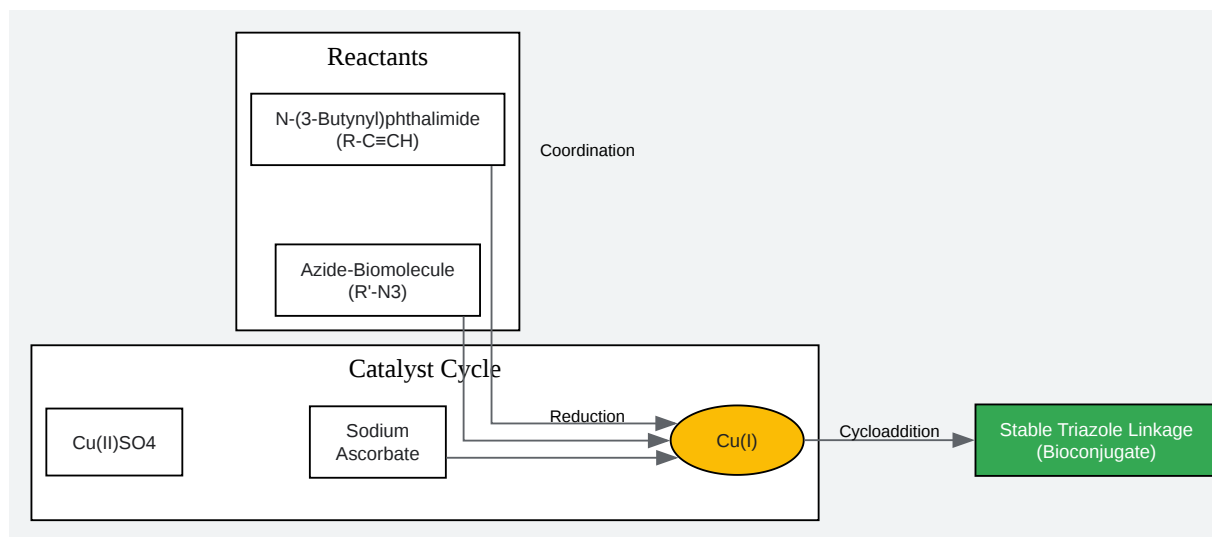 Reactants
N-(3-Butynyl)phthalimide
(R-C≡CH)
Coordination
Azide-Biomolecule
(R'-N3)
Catalyst Cycle
Cu(II)SO4
Sodium
Ascorbate
Reduction
Cu(I)
Cycloaddition
Stable Triazole Linkage
(Bioconjugate)